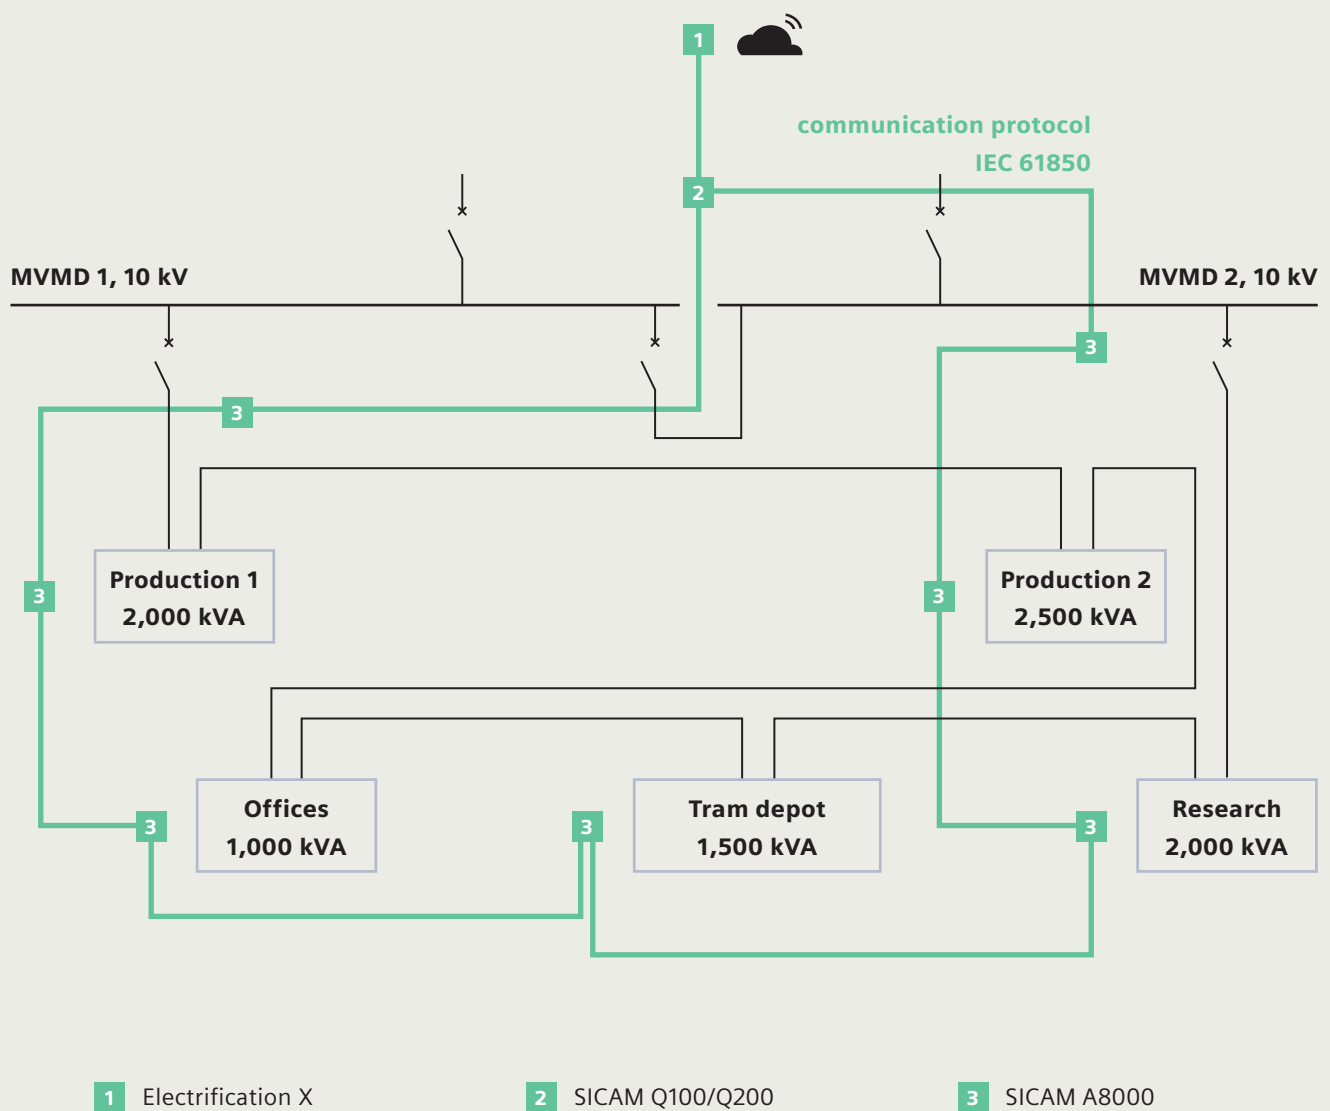 1
communication protocol
IEC 61850
2
MVMD 1, 10 kV
MVMD 2, 10 kV
3
3
3
Production 1
2,000 kVA
3
Production 2
2,500 kVA
3
Offices
1,000 kVA
3
Tram depot
1,500 kVA
3
Research
2,000 kVA
1 Electrification X
2 SICAM Q100/Q200
3 SICAM A8000